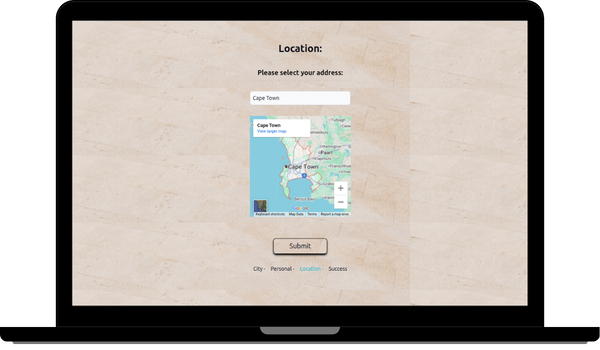 Location:
Please select your address:
Cape Town
Cape Town
View larger map
Paarl
Cape Town
+
−
Keyboard shortcuts Map Data Terms Report a map error
Submit
City - Personal - Location - Success